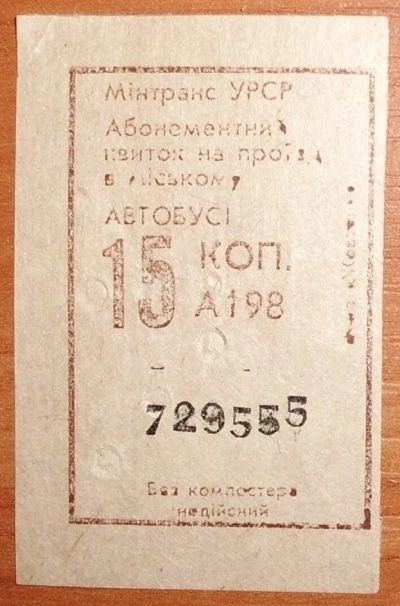 Мінтранс УРСР
Абонементний
квиток на проїзд
в міському
АВТОБУСІ
15 КОП.
А198
729555
Без компостера
недійсний